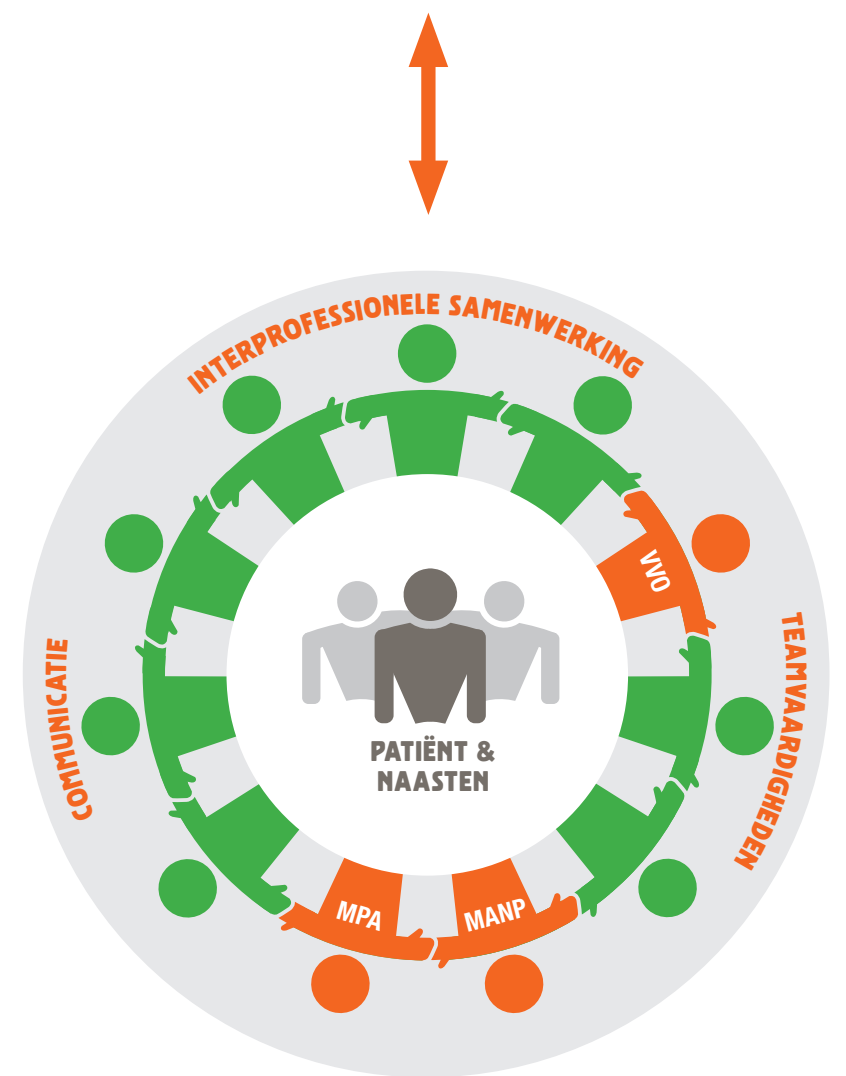 INTERPROFESSIONELE SAMENWERKING
VVO
TEAMVAARDIGHEDEN
COMMUNICATIE
PATIËNT &
NAASTEN
MPA
MANP